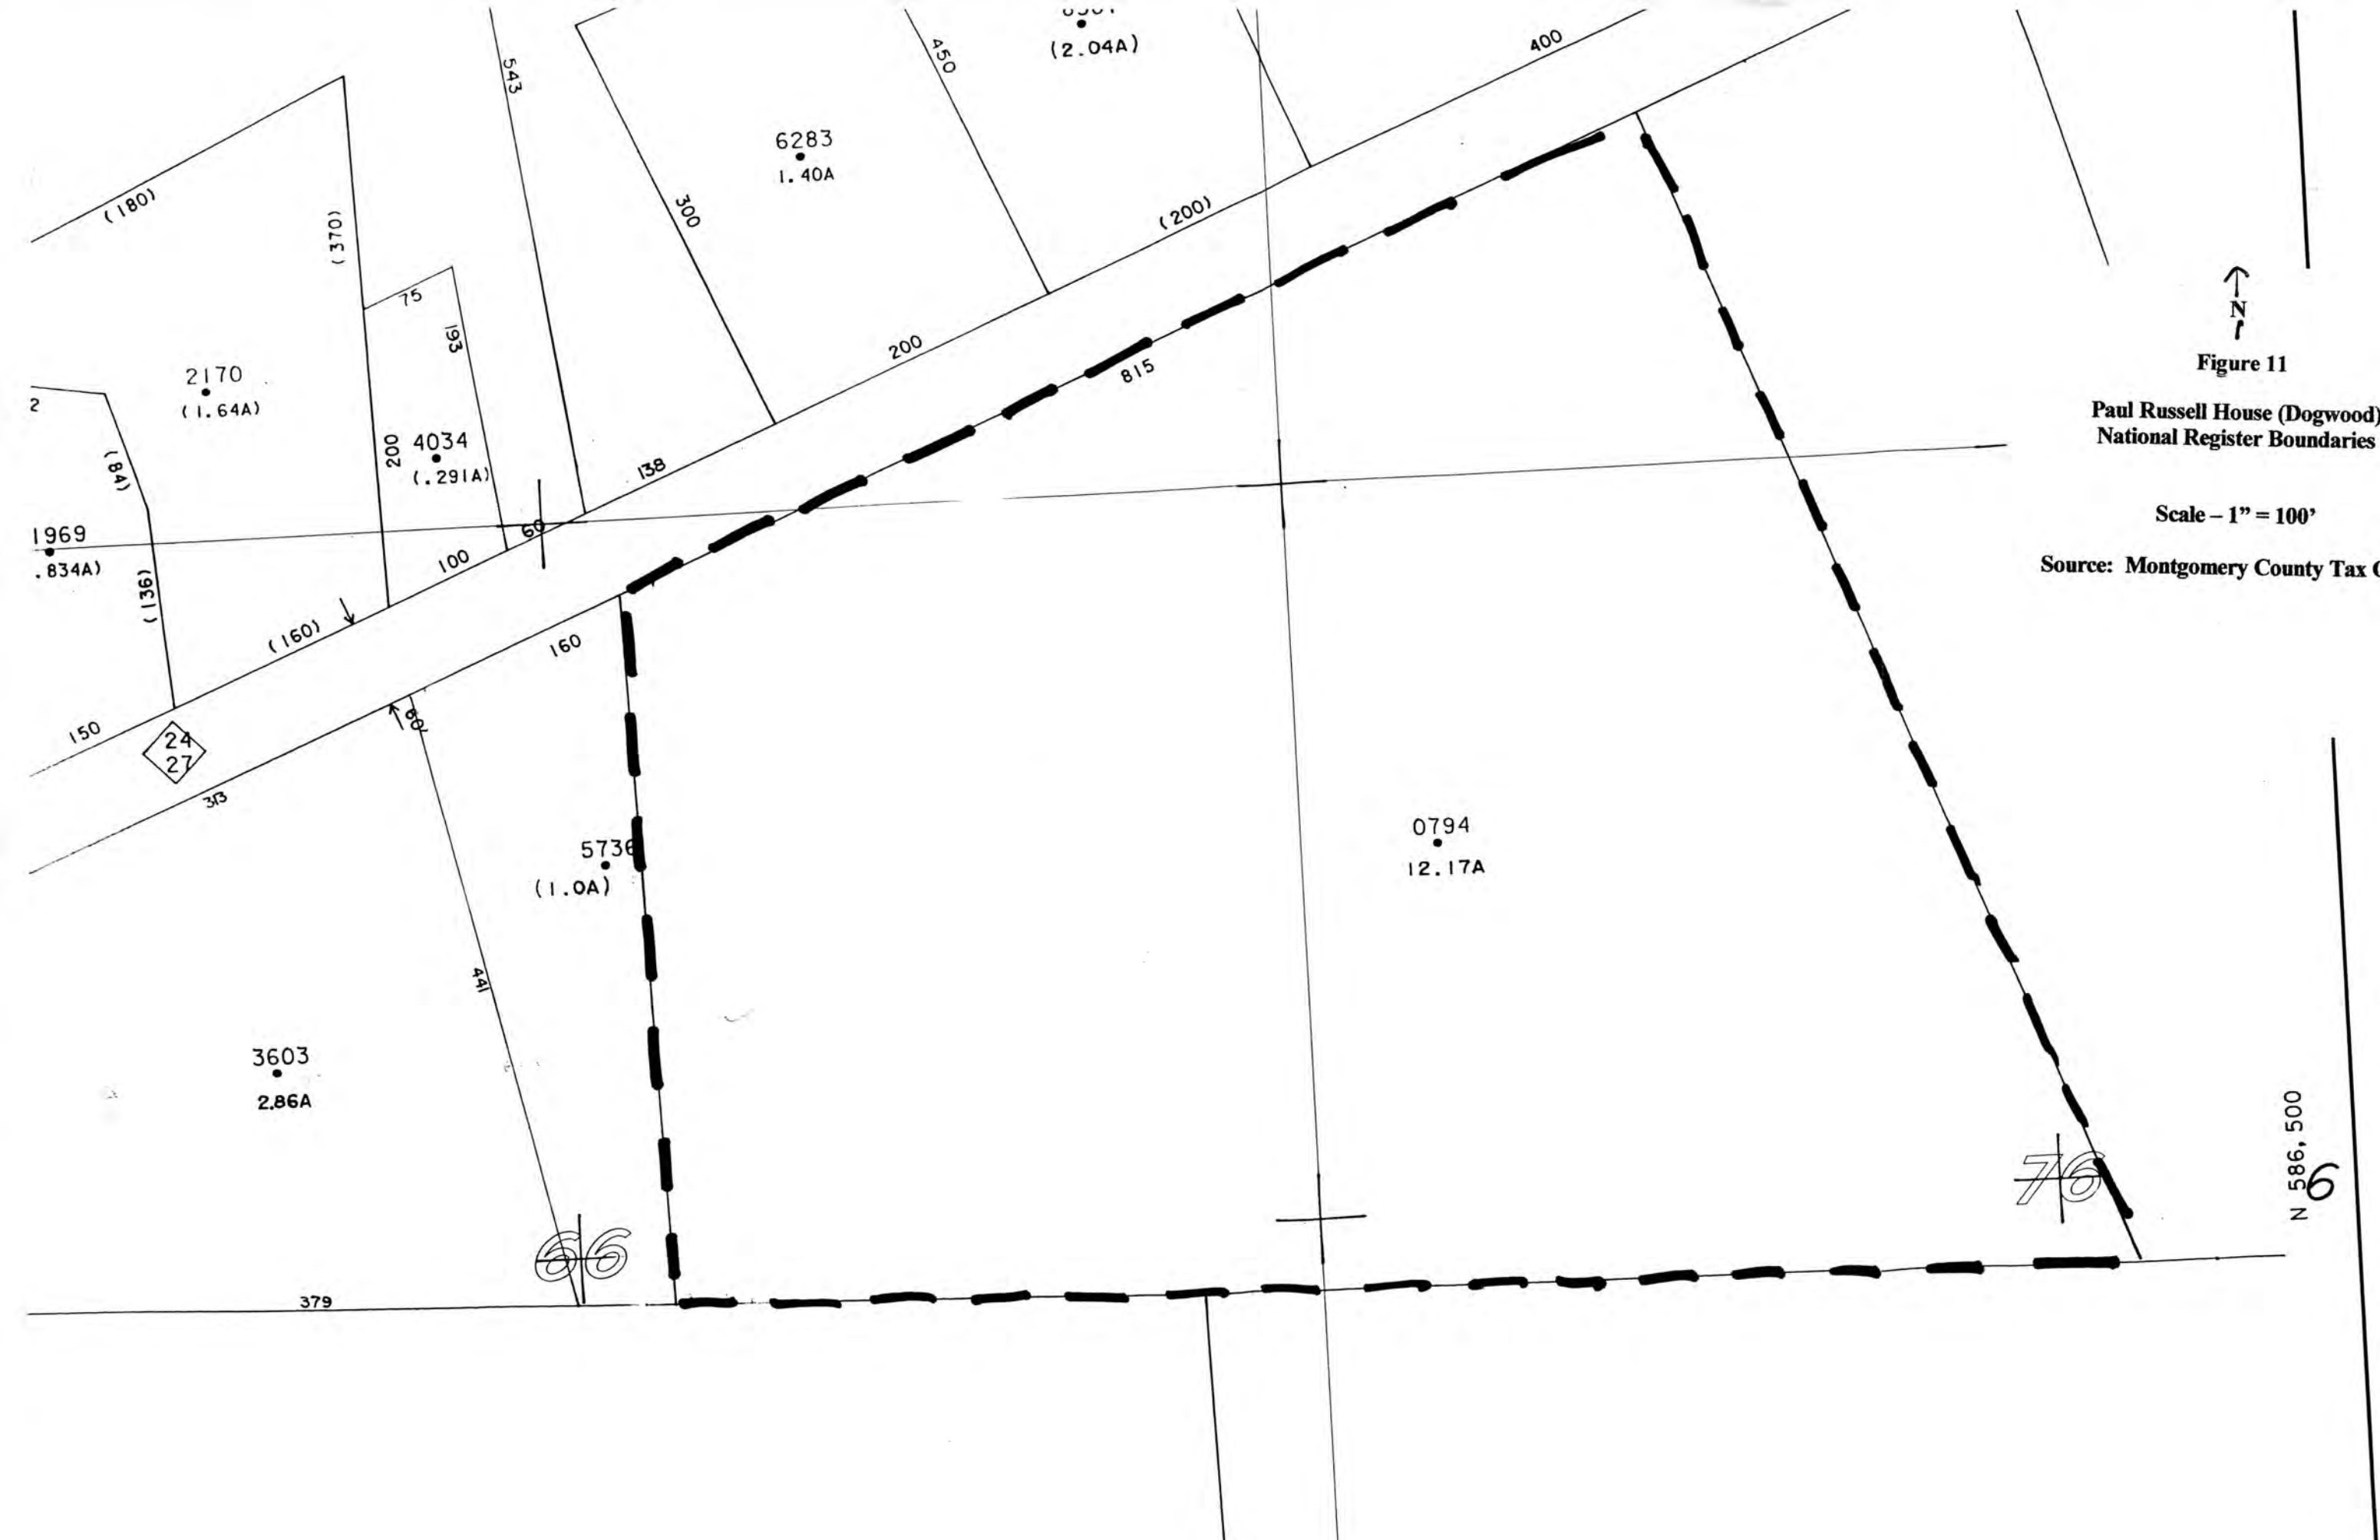 (2.04A)
450
400
543
6283
1.40A
(180)
(370)
300
(200)
75
193
200
815
2170
(1.64A)
2
(84)
200
4034
(.291A)
138
60
100
1969
.834A)
(136)
(160)
160
150
60'
24
27
313
5736
(1.0A)
441
0794
12.17A
3603
2.86A
66
76
379
N
Figure 11
Paul Russell House (Dogwood)
National Register Boundaries
Scale – 1” = 100’
Source: Montgomery County Tax
N 586,500
6